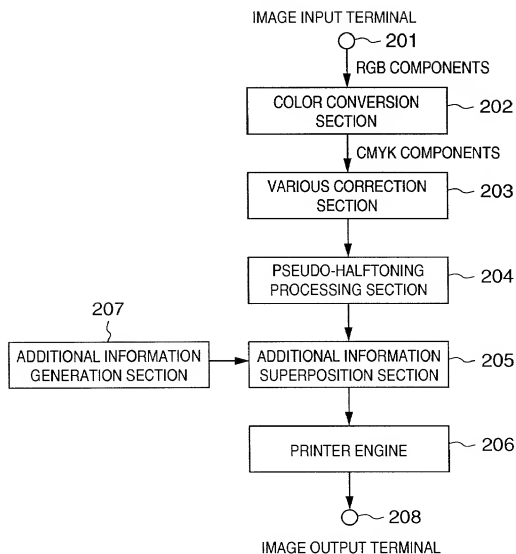 IMAGE INPUT TERMINAL
201
RGB COMPONENTS
COLOR CONVERSION
SECTION
202
CMYK COMPONENTS
VARIOUS CORRECTION
SECTION
203
PSEUDO-HALFTONING
PROCESSING SECTION
204
207
ADDITIONAL INFORMATION
GENERATION SECTION
ADDITIONAL INFORMATION
SUPERPOSITION SECTION
205
PRINTER ENGINE
206
208
IMAGE OUTPUT TERMINAL